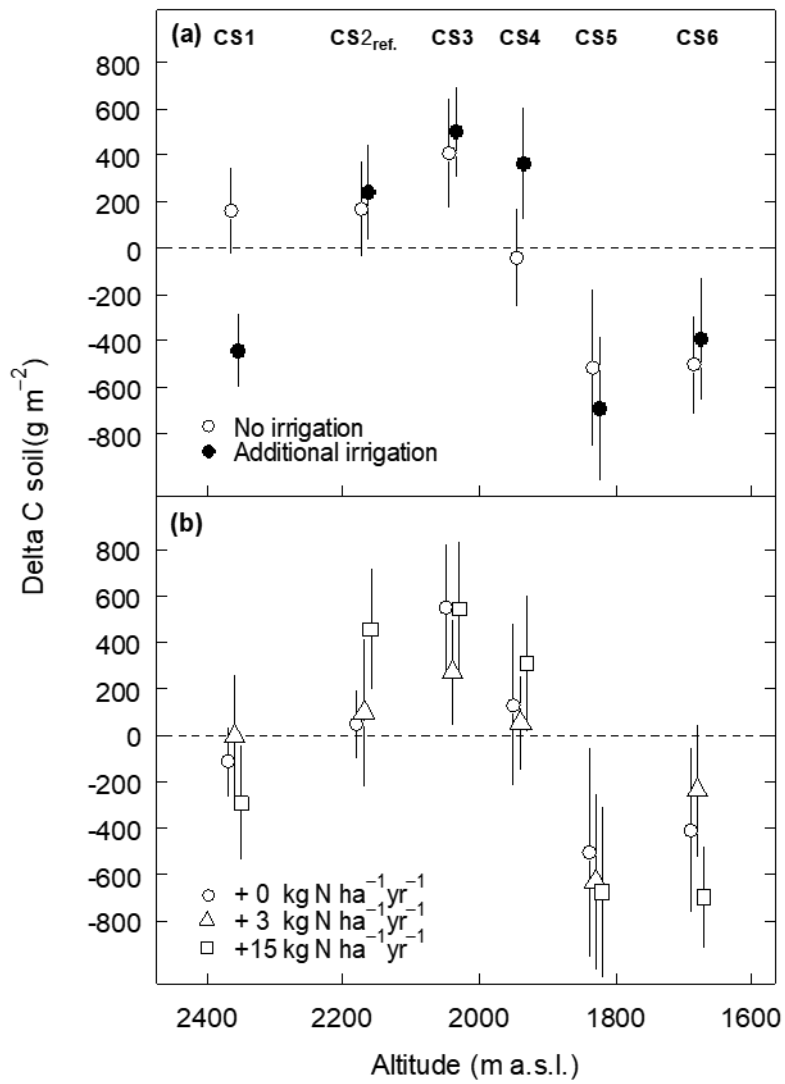 (a) CS1 CS2ref. CS3 CS4 CS5 CS6
800
600
400
200
0
-200
-400
-600
-800
No irrigation
Additional irrigation
Delta C soil(g m−2)
(b)
800
600
400
200
0
-200
-400
-600
-800
+ 0 kg N ha−1yr−1
+ 3 kg N ha−1yr−1
+15 kg N ha−1yr−1
2400 2200 2000 1800 1600
Altitude (m a.s.l.)